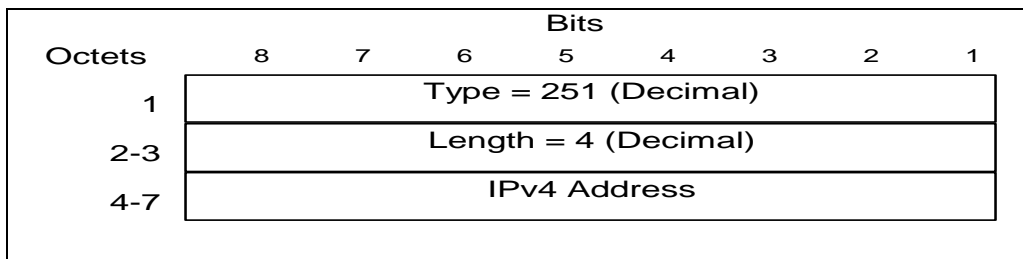 Bits
Octets 8 7 6 5 4 3 2 1
1 Type = 251 (Decimal)
2-3 Length = 4 (Decimal)
4-7 IPv4 Address